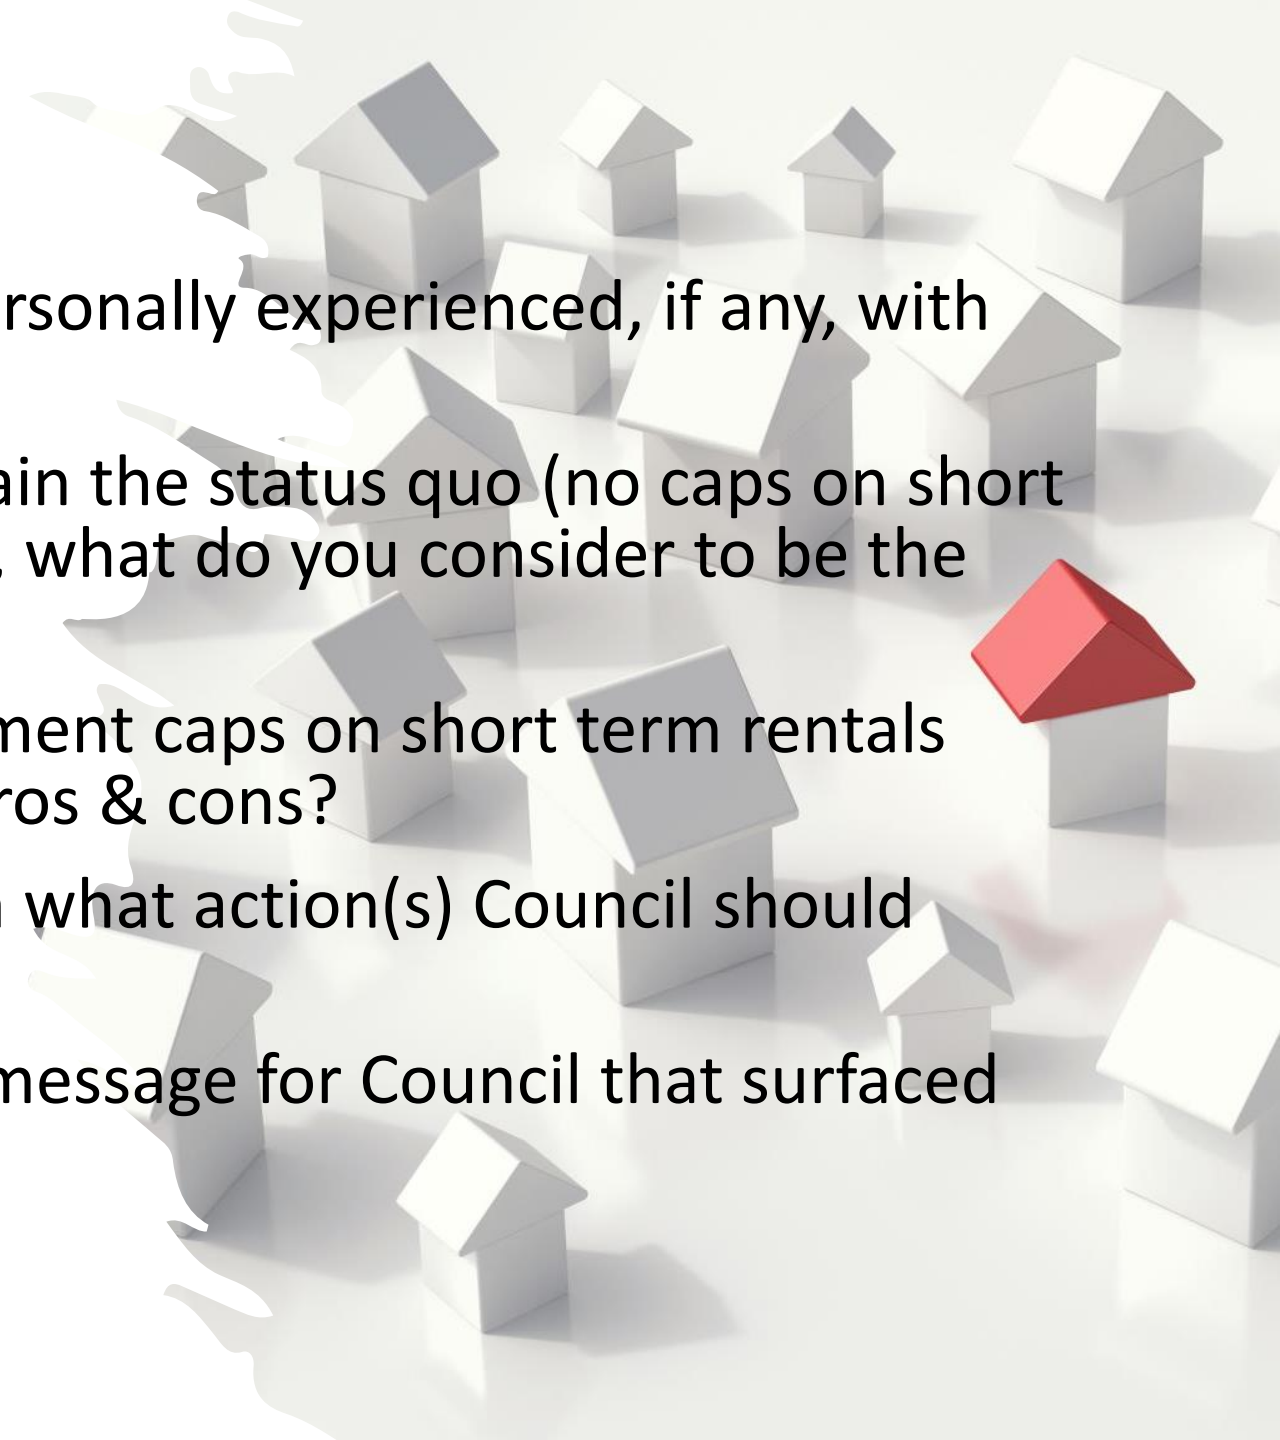 rsonally experienced, if any, with
ain the status quo (no caps on short
, what do you consider to be the
ment caps on short term rentals
ros & cons?
what action(s) Council should
message for Council that surfaced